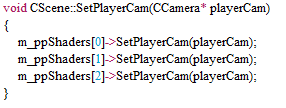 void CScene::SetPlayerCam(CCamera* playerCam)
{
    m_ppShaders[0]->SetPlayerCam(playerCam);
    m_ppShaders[1]->SetPlayerCam(playerCam);
    m_ppShaders[2]->SetPlayerCam(playerCam);
}